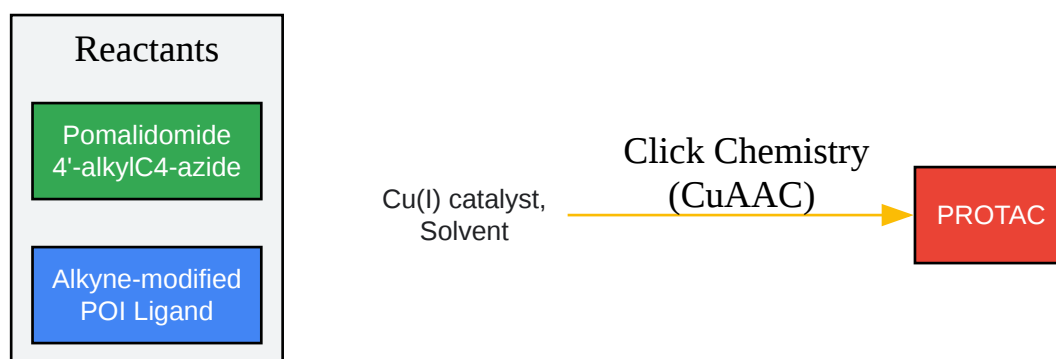 Reactants
Pomalidomide
4'-alkylC4-azide
Alkyne-modified
POI Ligand
Cu(I) catalyst,
Solvent
Click Chemistry
(CuAAC)
PROTAC